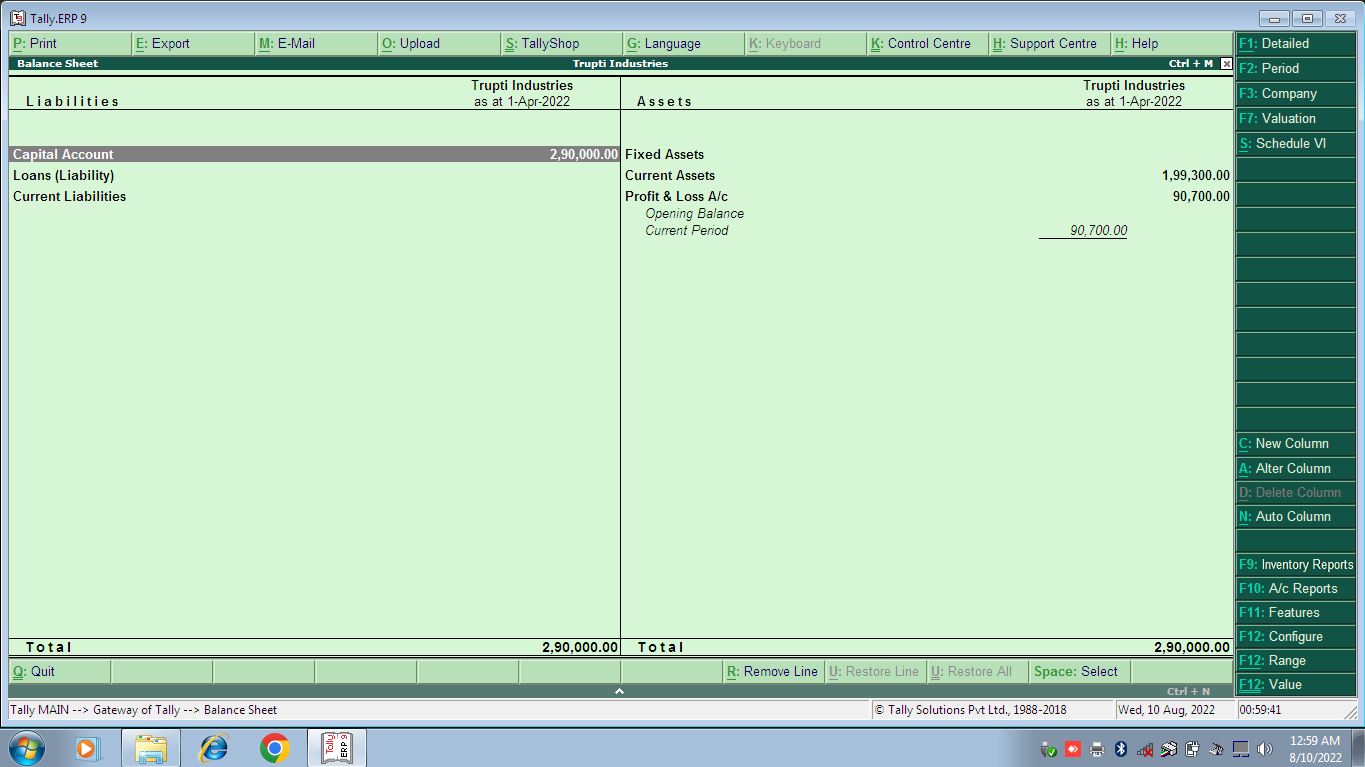 Tally.ERP 9
P: Print E: Export M: E-Mail O: Upload S: TallyShop G: Language K: Keyboard K: Control Centre H: Support Centre H: Help
Balance Sheet Trupti Industries Ctrl + M
Liabilities Trupti Industries as at 1-Apr-2022
Assets Trupti Industries as at 1-Apr-2022
Capital Account 2,90,000.00
Loans (Liability)
Current Liabilities
Fixed Assets
Current Assets 1,99,300.00
Profit & Loss A/c 90,700.00
Opening Balance
Current Period 90,700.00
Total 2,90,000.00
Total 2,90,000.00
F1: Detailed
F2: Period
F3: Company
F7: Valuation
S: Schedule VI
C: New Column
A: Alter Column
D: Delete Column
N: Auto Column
F9: Inventory Reports
F10: A/c Reports
F11: Features
F12: Configure
F12: Range
F12: Value
Q: Quit R: Remove Line U: Restore Line U: Restore All Space: Select
Ctrl + N
Tally MAIN --> Gateway of Tally --> Balance Sheet © Tally Solutions Pvt Ltd., 1988-2018 Wed, 10 Aug, 2022 00:59:41
Tally
ERP 9
12:59 AM
8/10/2022